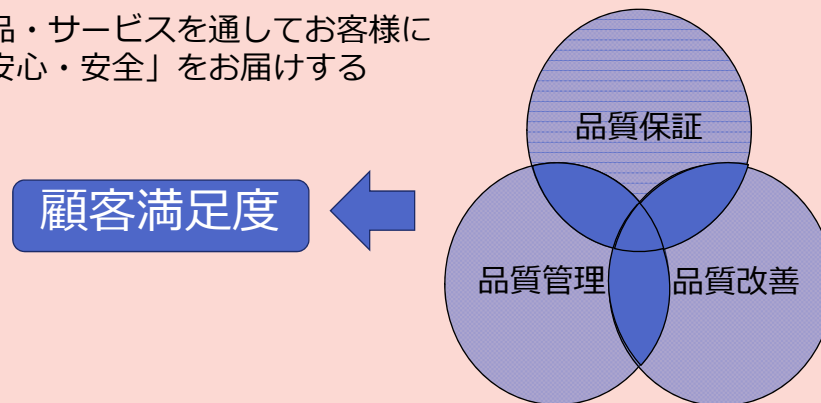 品・サービスを通してお客様に
安心・安全」をお届けする
品質保証
顧客満足度
品質管理
品質改善